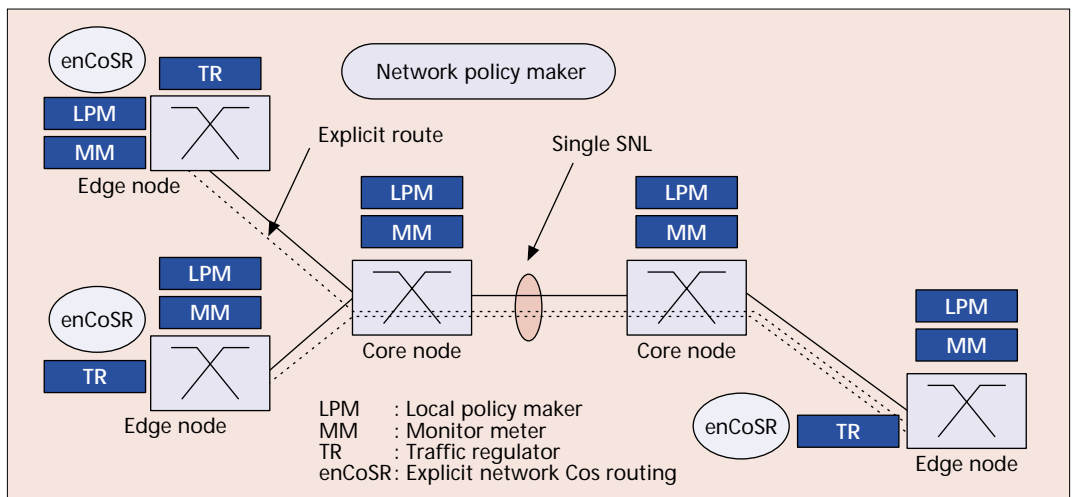 enCoSR
TR
Network policy maker
LPM
MM
Edge node
Explicit route
Single SNL
LPM
MM
Core node
LPM
MM
Core node
LPM
MM
enCoSR
TR
Edge node
LPM
MM
enCoSR
TR
Edge node
LPM : Local policy maker
MM : Monitor meter
TR : Traffic regulator
enCoSR: Explicit network Cos routing